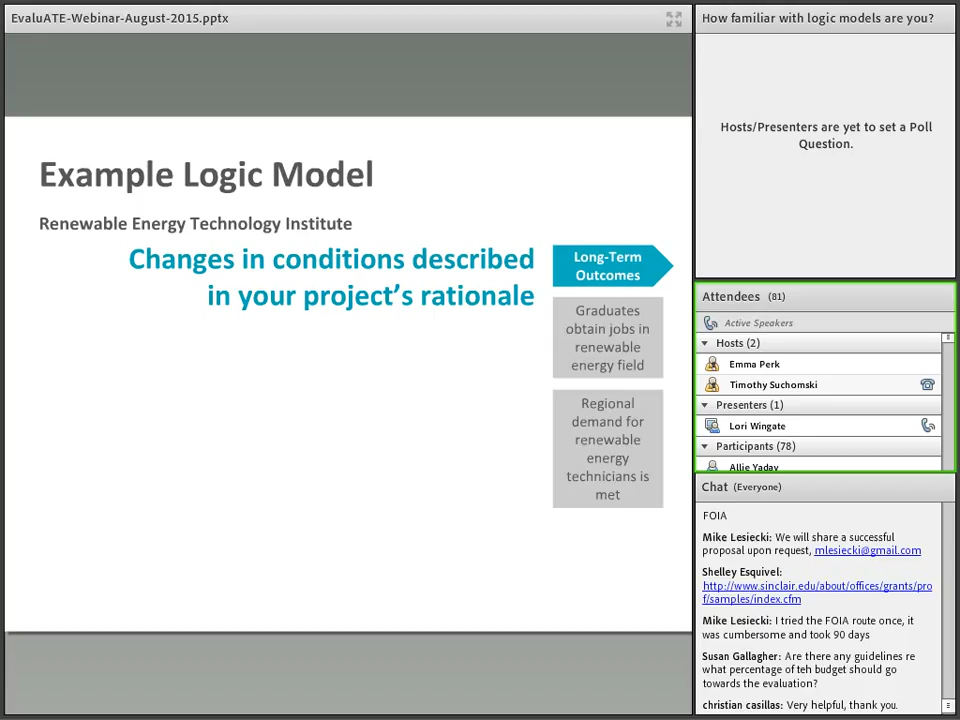 EvaluATE-Webinar-August-2015.pptx
Example Logic Model
Renewable Energy Technology Institute
Changes in conditions described
in your project's rationale
Long-Term
Outcomes
Graduates
obtain jobs in
renewable
energy field
Regional
demand for
renewable
energy
technicians is
met
How familiar with logic models are you?
Hosts/Presenters are yet to set a Poll
Question.
Attendees (81)
Active Speakers
Hosts (2)
Emma Perk
Timothy Suchomski
Presenters (1)
Lori Wingate
Participants (78)
Allie Yadav
Chat (Everyone)
FOIA
Mike Lesiecki: We will share a successful
proposal upon request, mlesiecki@gmail.com
Shelley Esquivel:
http://www.sinclair.edu/about/offices/grants/pro
f/samples/index.cfm
Mike Lesiecki: I tried the FOIA route once, it
was cumbersome and took 90 days
Susan Gallagher: Are there any guidelines re
what percentage of teh budget should go
towards the evaluation?
christian casillas: Very helpful, thank you.